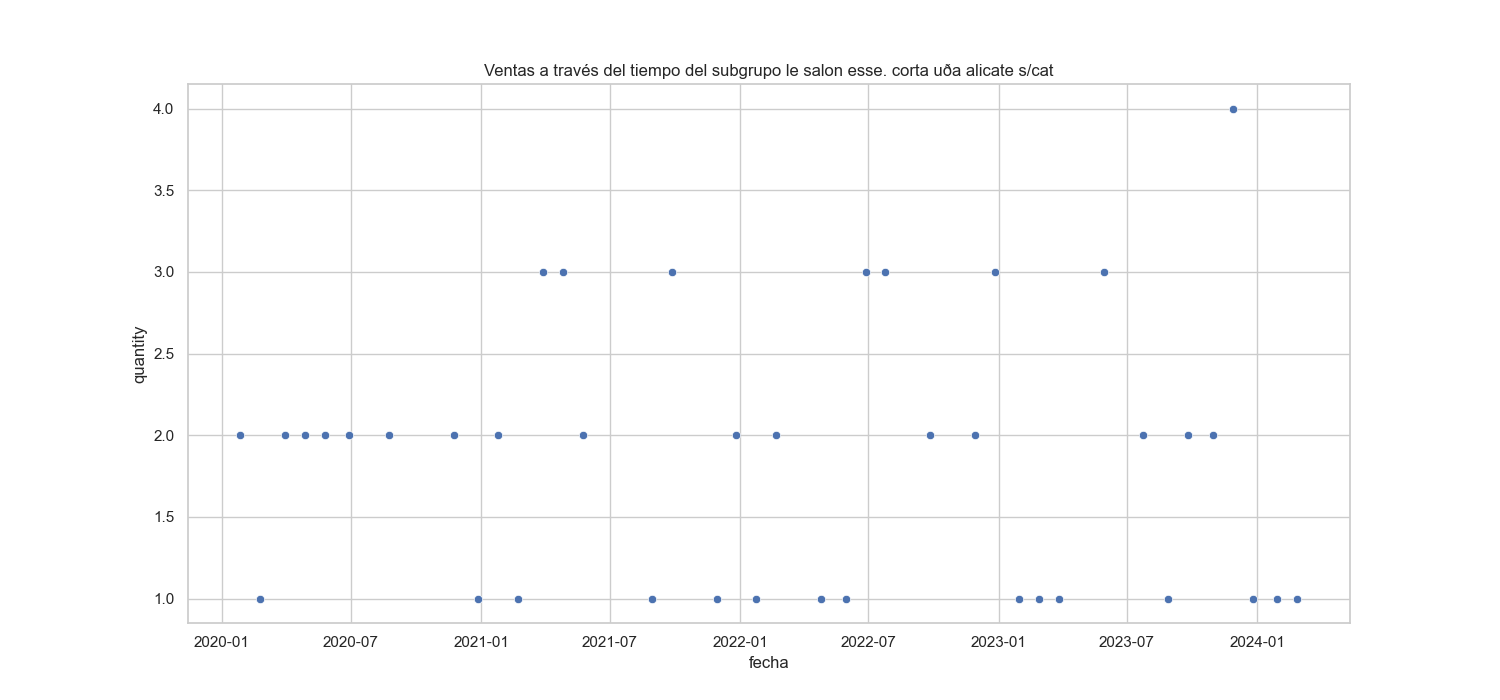 Ventas a través del tiempo del subgrupo le salon esse. corta uða alicate s/cat
4.0
3.5
3.0
2.5
2.0
1.5
1.0
quantity
2020-01 2020-07 2021-01 2021-07 2022-01 2022-07 2023-01 2023-07 2024-01
fecha